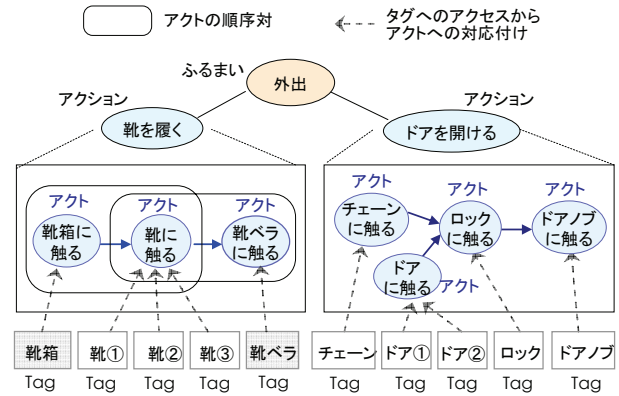 アクトの順序対
タグへのアクセスから
アクトへの対応付け
ふるまい
外出
アクション
靴を履く
アクション
ドアを開ける
アクト
靴箱に
触る
アクト
靴に
触る
アクト
靴ベラ
に触る
アクト
チェーン
に触る
アクト
ロック
に触る
アクト
ドアノブ
に触る
ドア
に触る
アクト
靴箱
靴①
靴②
靴③
靴ベラ
チェーン
ドア①
ドア②
ロック
ドアノブ
Tag
Tag
Tag
Tag
Tag
Tag
Tag
Tag
Tag
Tag